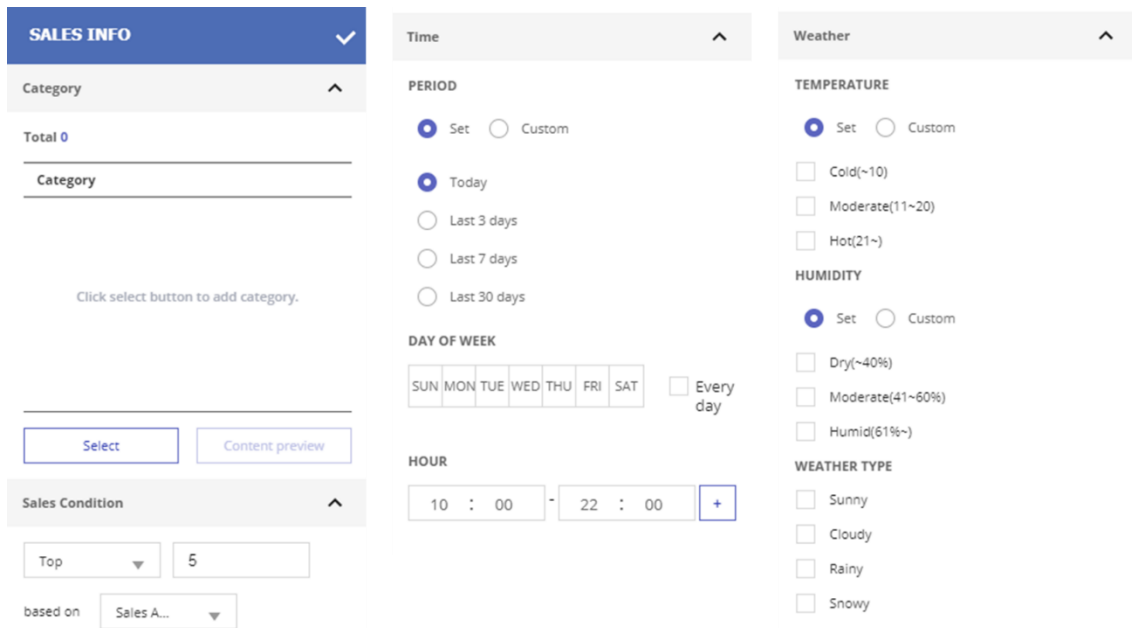 SALES INFO
Category
Total 0
Category
Click select button to add category.
Select
Content preview
Sales Condition
Top
5
based on
Sales A...
Time
PERIOD
Set
Custom
Today
Last 3 days
Last 7 days
Last 30 days
DAY OF WEEK
SUN MON TUE WED THU FRI SAT
Every
day
HOUR
10 : 00 - 22 : 00 +
Weather
TEMPERATURE
Set
Custom
Cold(~10)
Moderate(11~20)
Hot(21~)
HUMIDITY
Set
Custom
Dry(~40%)
Moderate(41~60%)
Humid(61%~)
WEATHER TYPE
Sunny
Cloudy
Rainy
Snowy